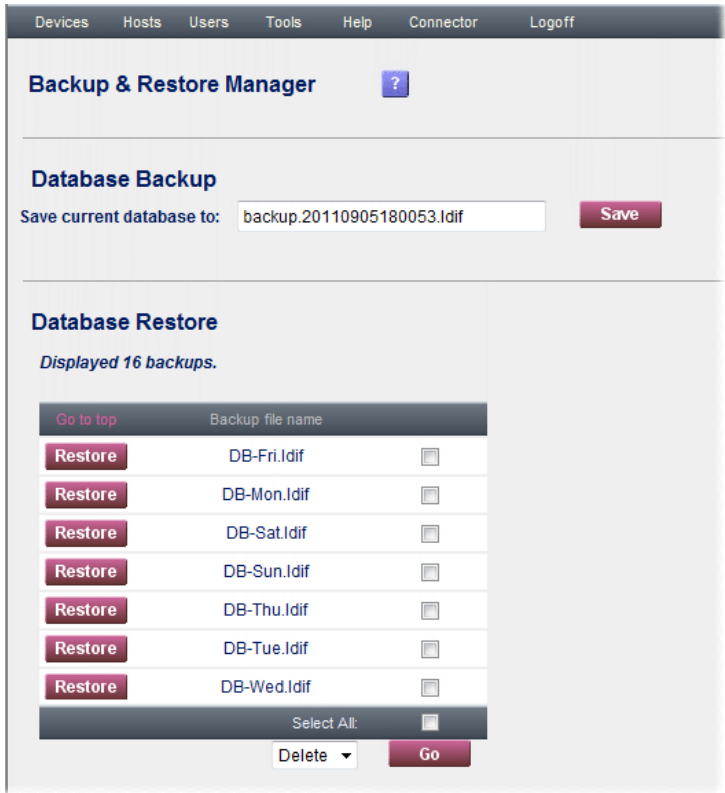 Devices Hosts Users Tools Help Connector Logoff
Backup & Restore Manager ?
Database Backup
Save current database to: backup.20110905180053.ldif Save
Database Restore
Displayed 16 backups.
Go to top Backup file name
Restore DB-Fri.ldif
Restore DB-Mon.ldif
Restore DB-Sat.ldif
Restore DB-Sun.ldif
Restore DB-Thu.ldif
Restore DB-Tue.ldif
Restore DB-Wed.ldif
Select All:
Delete Go